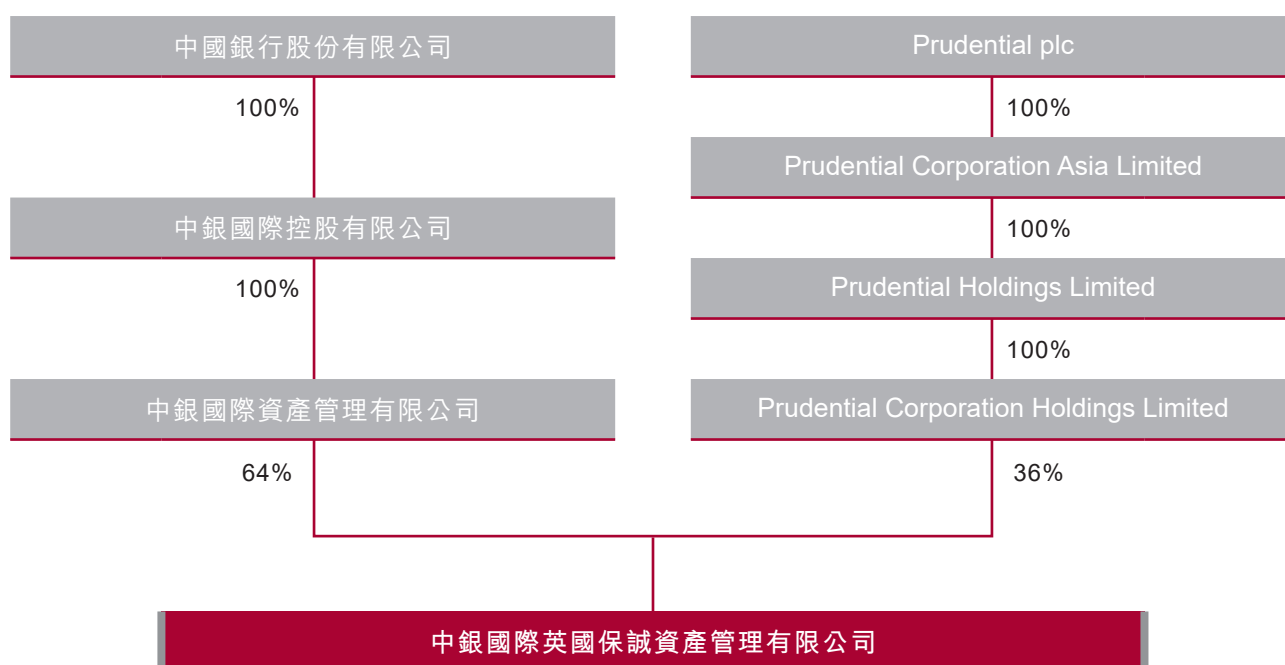 中國銀行股份有限公司
100%
中銀國際控股有限公司
100%
中銀國際資產管理有限公司
64%
Prudential plc
100%
Prudential Corporation Asia Limited
100%
Prudential Holdings Limited
100%
Prudential Corporation Holdings Limited
36%
中銀國際英國保誠資產管理有限公司